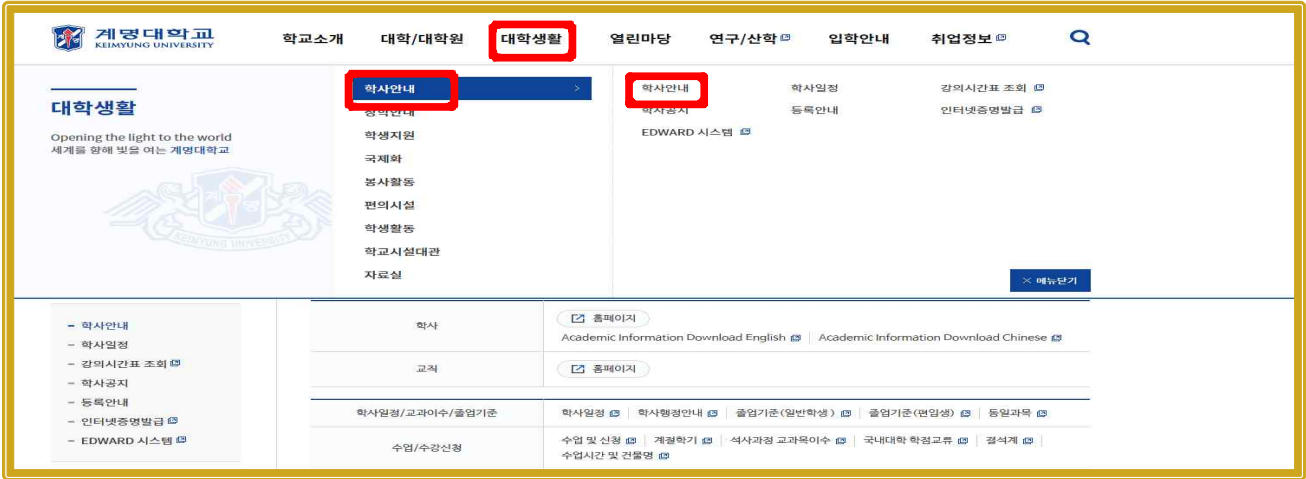 계명대학교
KEIMYUNG UNIVERSITY
학교소개 대학/대학원 대학생활 열린마당 연구/산학 입학안내 취업정보
대학생활
Opening the light to the world
세계를 향해 빛을 여는 계명대학교
KEIMYUNG UNIVERSITY
학사안내 >
장학안내
학생지원
국제화
봉사활동
편의시설
학생활동
학교시설대관
자료실
학사안내 학사일정 강의시간표 조회
학사공지 등록안내 인터넷증명발급
EDWARD 시스템
× 메뉴닫기
- 학사안내
- 학사일정
- 강의시간표 조회
- 학사공지
- 등록안내
- 인터넷증명발급
- EDWARD 시스템
학사 홈페이지
Academic Information Download English | Academic Information Download Chinese
교직 홈페이지
학사일정/교과이수/졸업기준 학사일정 | 학사행정안내 | 졸업기준(일반학생) | 졸업기준(편입생) | 동일과목
수업/수강신청 수업 및 신청 | 계절학기 | 석사과정 교과목이수 | 국내대학 학점교류 | 결석계 |
수업시간 및 건물명